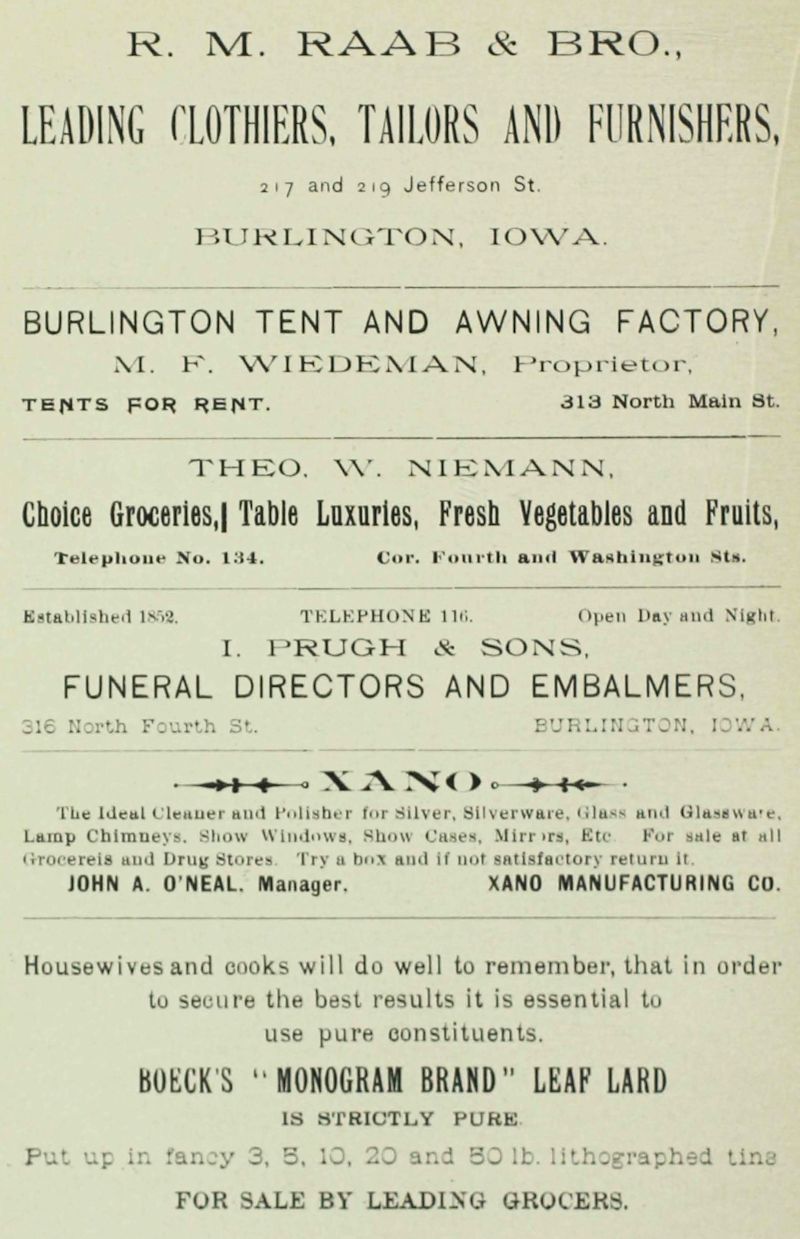 R. M. RAAB & BRO.,
LEADING CLOTHIERS, TAILORS AND FURNISHERS,
217 and 219 Jefferson St.
BURLINGTON, IOWA.
BURLINGTON TENT AND AWNING FACTORY,
M. F. WIEDEMAN, Proprietor,
TENTS FOR RENT. 313 North Main St.
THEO. W. NIEMANN,
Choice Groceries,| Table Luxuries, Fresh Vegetables and Fruits,
Telephone No. 134. Cor. Fourth and Washington Sts.
Established 1852. TELEPHONE 116. Open Day and Night.
I. PRUGH & SONS,
FUNERAL DIRECTORS AND EMBALMERS,
316 North Fourth St. BURLINGTON, IOWA.
XANO
The Ideal Cleaner and Polisher for Silver, Silverware, Glass and Glassware,
Lamp Chimneys. Show Windows, Show Cases, Mirrors, Etc For sale at all
Grocereis and Drug Stores. Try a box and if not satisfactory return it.
JOHN A. O'NEAL. Manager. XANO MANUFACTURING CO.
Housewives and cooks will do well to remember, that in order
to secure the best results it is essential to
use pure constituents.
BOECK'S "MONOGRAM BRAND" LEAF LARD
IS STRICTLY PURE.
Put up in fancy 3, 5, 10, 20 and 50 lb. lithographed tins
FOR SALE BY LEADING GROCERS.